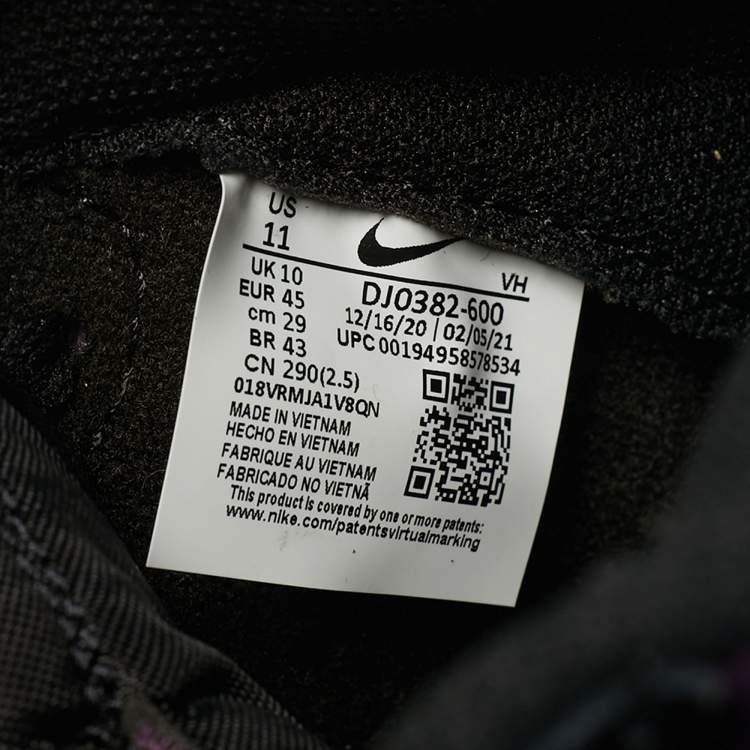 US
11
VH
UK 10
EUR 45
cm 29
BR 43
CN 290(2.5)
018VRMJA1V8QN
DJ0382-600
12/16/20 | 02/05/21
UPC 00194958578534
MADE IN VIETNAM
HECHO EN VIETNAM
FABRIQUE AU VIETNAM
FABRICADO NO VIETNÃ
This product is covered by one or more patents:
www.nike.com/patentsvirtualmarking